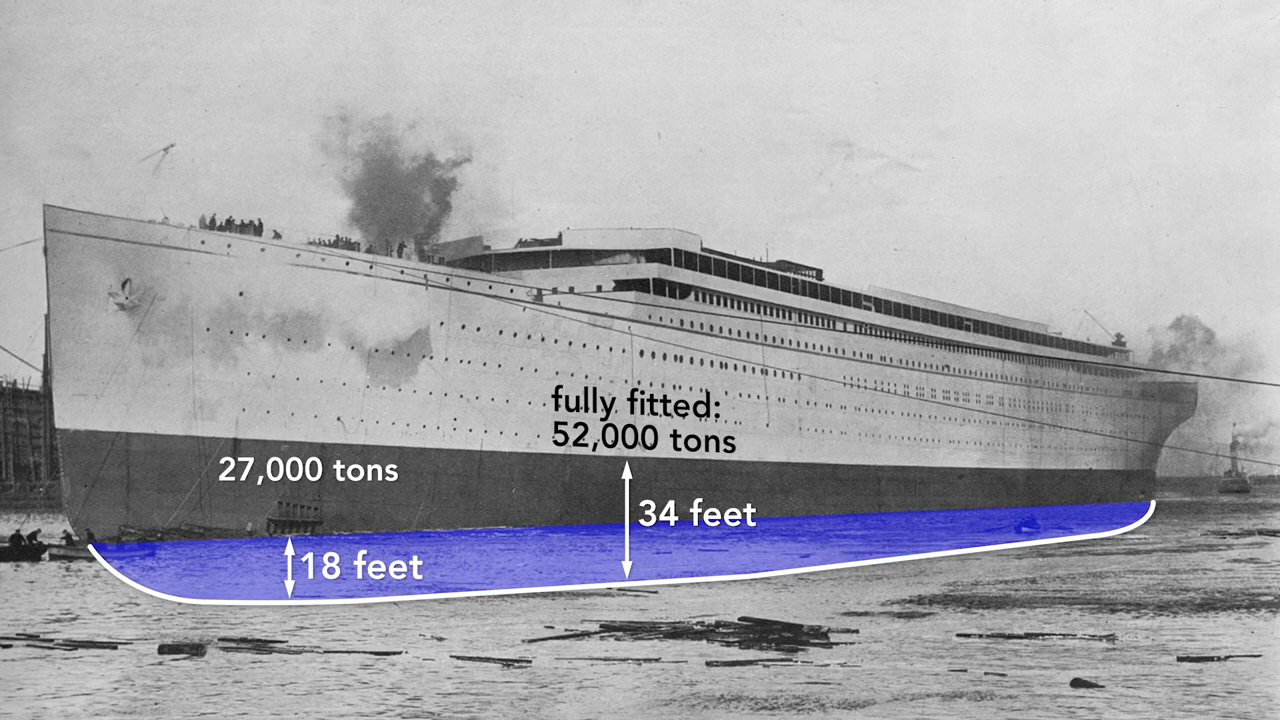 fully fitted:
52,000 tons
27,000 tons
34 feet
18 feet